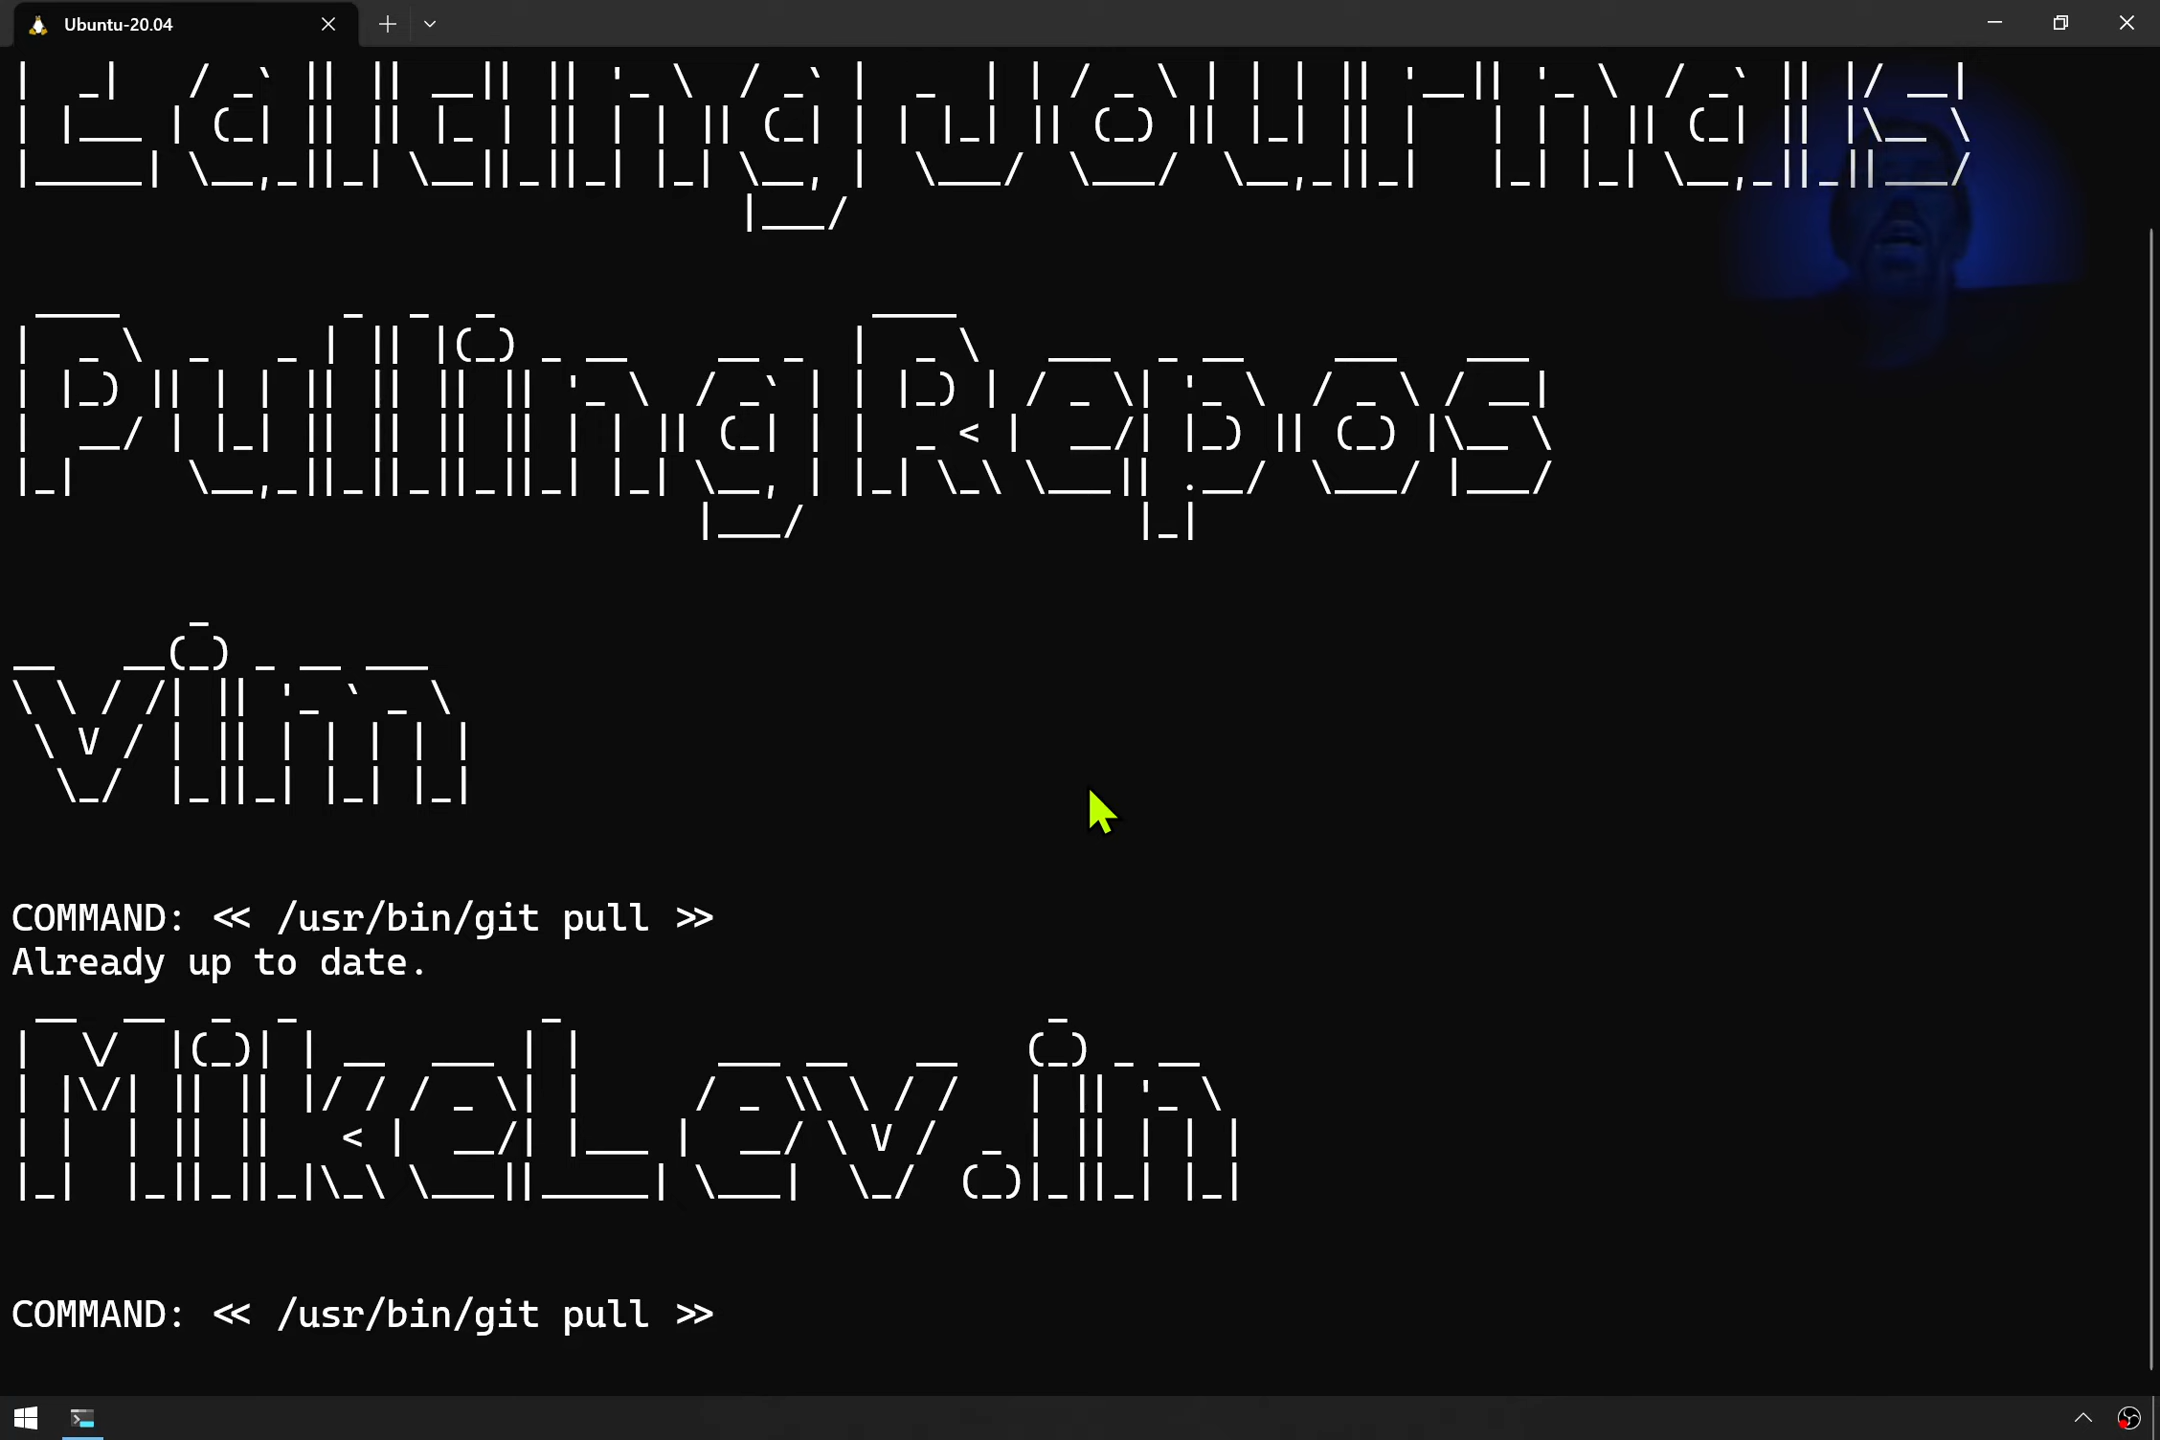 Ubuntu-20.04
Editing Journals
Pulling Repos
vim
COMMAND: << /usr/bin/git pull >>
Already up to date.
MikeLev.in
COMMAND: << /usr/bin/git pull >>